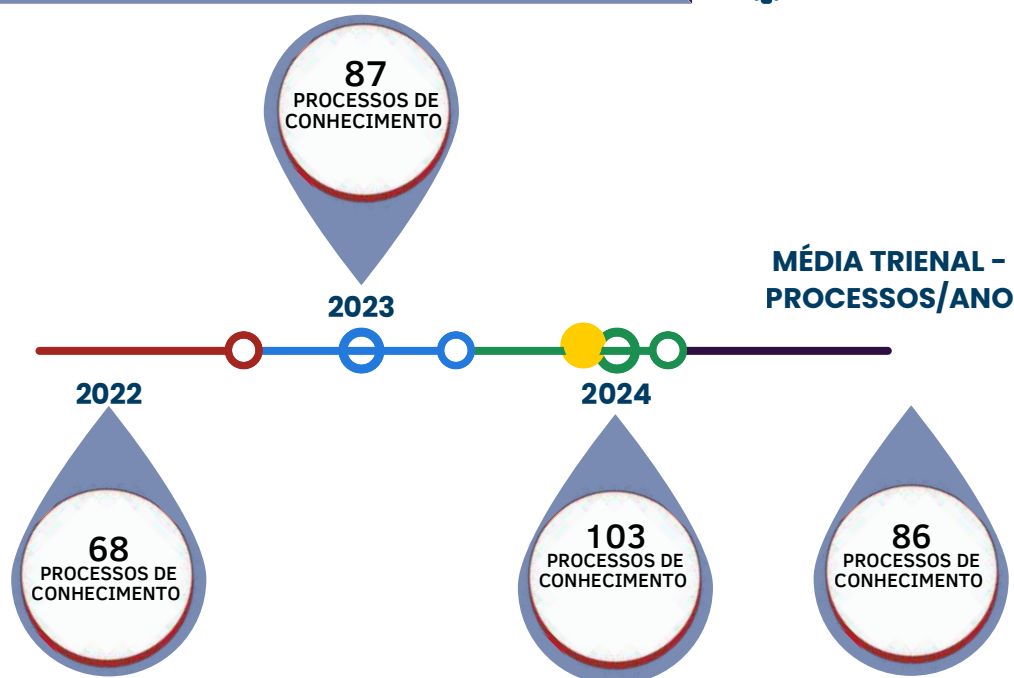 87
PROCESSOS DE
CONHECIMENTO
MÉDIA TRIENAL -
PROCESSOS/ANO
2023
2022
2024
68
PROCESSOS DE
CONHECIMENTO
103
PROCESSOS DE
CONHECIMENTO
86
PROCESSOS DE
CONHECIMENTO